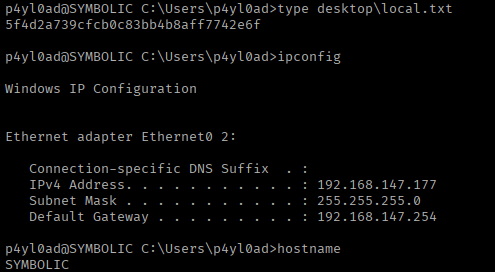 p4yl0ad@SYMBOLIC C:\Users\p4yl0ad>type desktop\local.txt
5f4d2a739cfcb0c83bb4b8aff7742e6f
p4yl0ad@SYMBOLIC C:\Users\p4yl0ad>ipconfig
Windows IP Configuration
Ethernet adapter Ethernet0 2:
Connection-specific DNS Suffix  . :
IPv4 Address. . . . . . . . . . . : 192.168.147.177
Subnet Mask . . . . . . . . . . . : 255.255.255.0
Default Gateway . . . . . . . . . : 192.168.147.254
p4yl0ad@SYMBOLIC C:\Users\p4yl0ad>hostname
SYMBOLIC